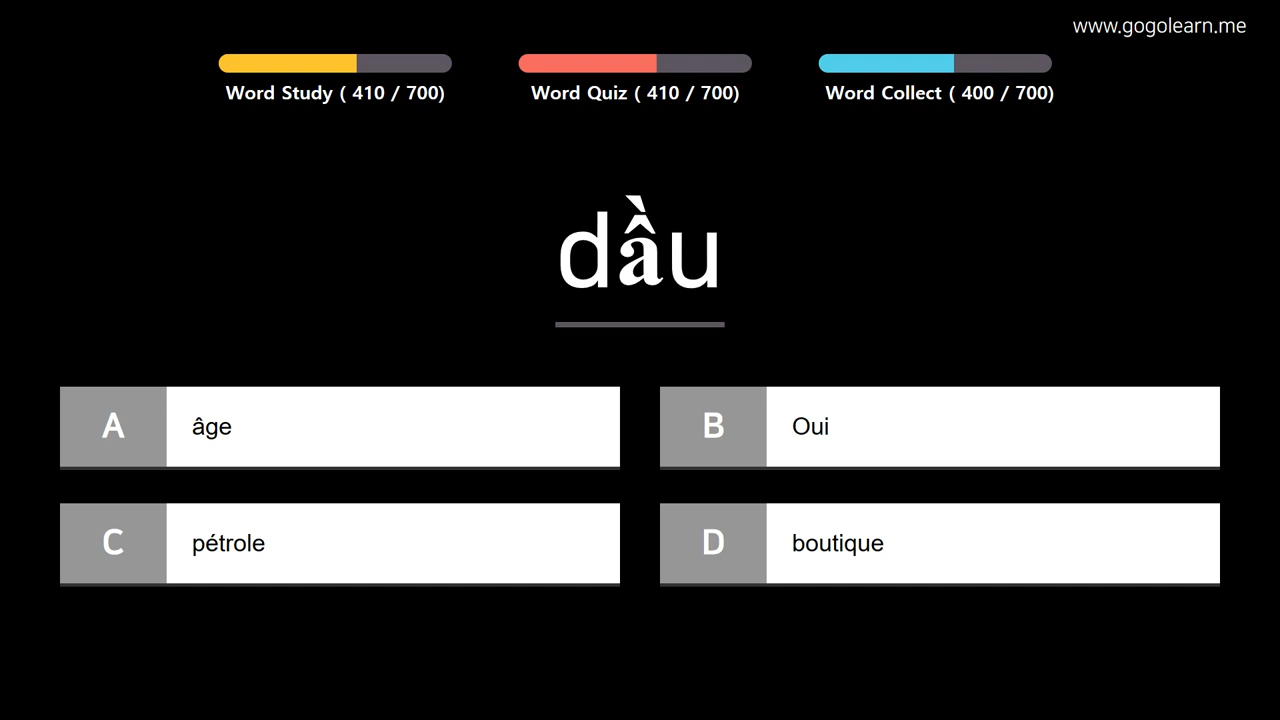 www.gogolearn.me
Word Study ( 410 / 700)
Word Quiz ( 410 / 700)
Word Collect ( 400 / 700)
dầu
A âge
B Oui
C pétrole
D boutique